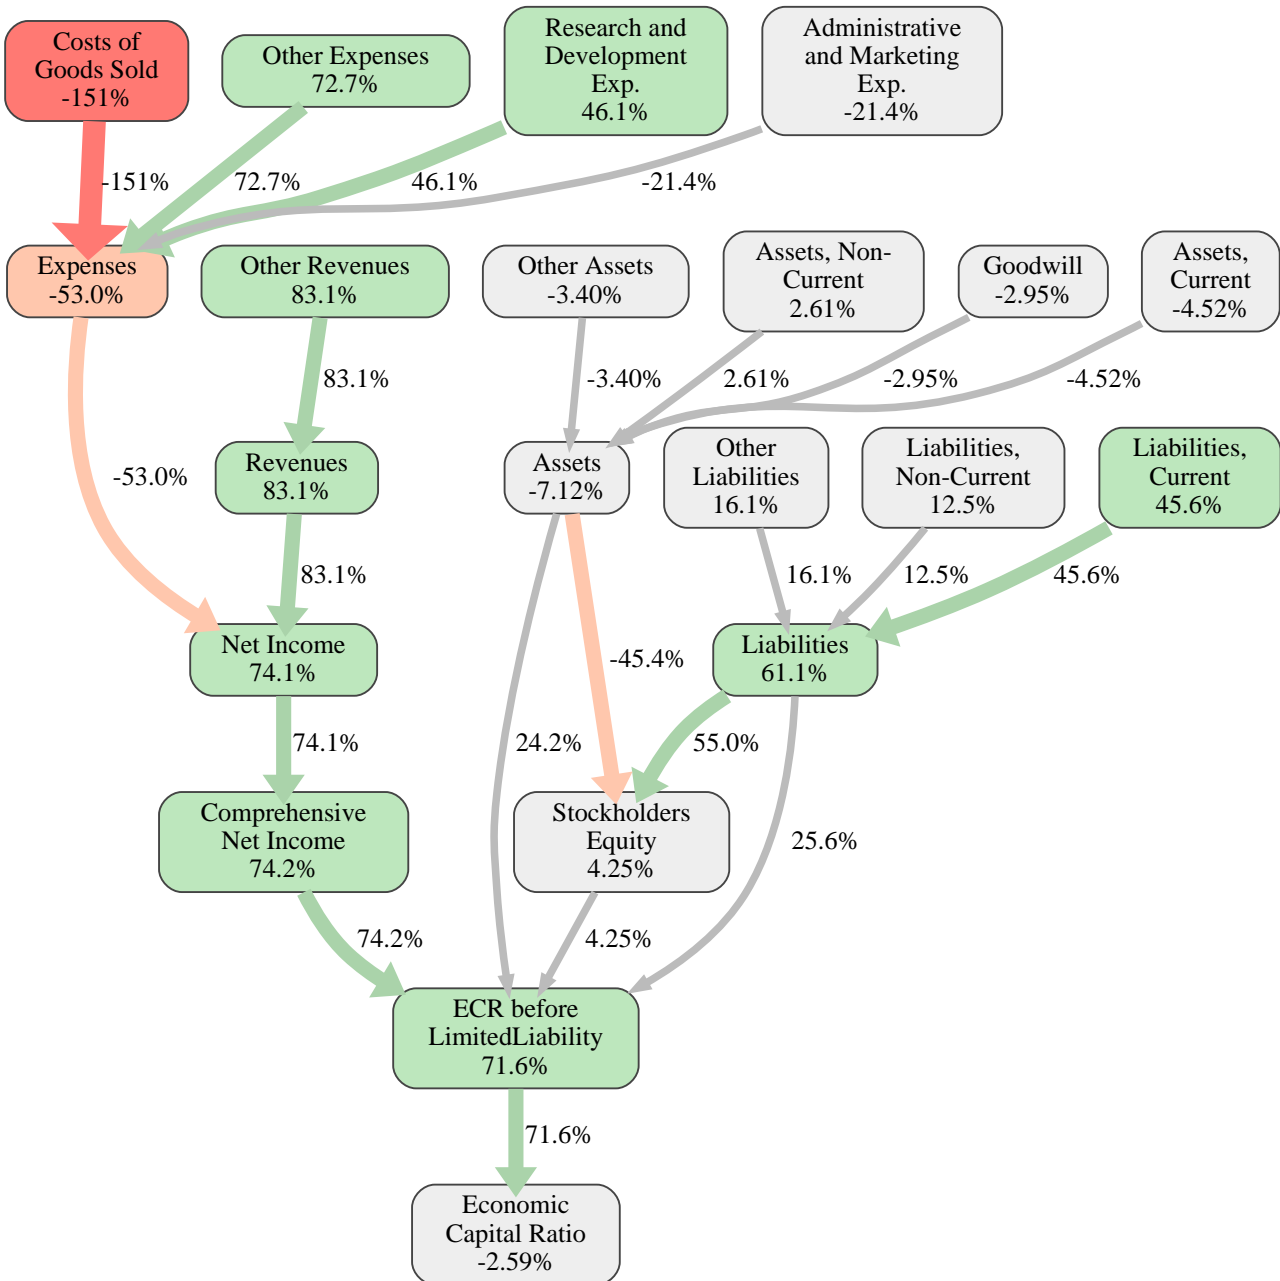 Costs of
Goods Sold
-151%
Other Expenses
72.7%
Research and
Development
Exp.
46.1%
Administrative
and Marketing
Exp.
-21.4%
-151%
72.7%
46.1%
-21.4%
Expenses
-53.0%
Other Revenues
83.1%
Other Assets
-3.40%
Assets, Non-
Current
2.61%
Goodwill
-2.95%
Assets,
Current
-4.52%
83.1%
-3.40%
2.61%
-2.95%
-4.52%
-53.0%
Revenues
83.1%
Assets
-7.12%
Other
Liabilities
16.1%
Liabilities,
Non-Current
12.5%
Liabilities,
Current
45.6%
83.1%
16.1%
12.5%
45.6%
Net Income
74.1%
-45.4%
Liabilities
61.1%
74.1%
24.2%
55.0%
Comprehensive
Net Income
74.2%
Stockholders
Equity
4.25%
25.6%
74.2%
4.25%
ECR before
LimitedLiability
71.6%
71.6%
Economic
Capital Ratio
-2.59%